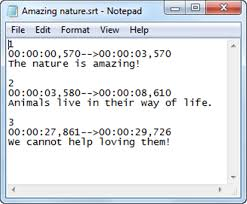 Amazing nature.srt - Notepad
File Edit Format View Help
1
00:00:00,570-->00:00:03,570
The nature is amazing!
2
00:00:03,580-->00:00:08,610
Animals live in their way of life.
3
00:00:27,861-->00:00:29,726
We cannot help loving them!